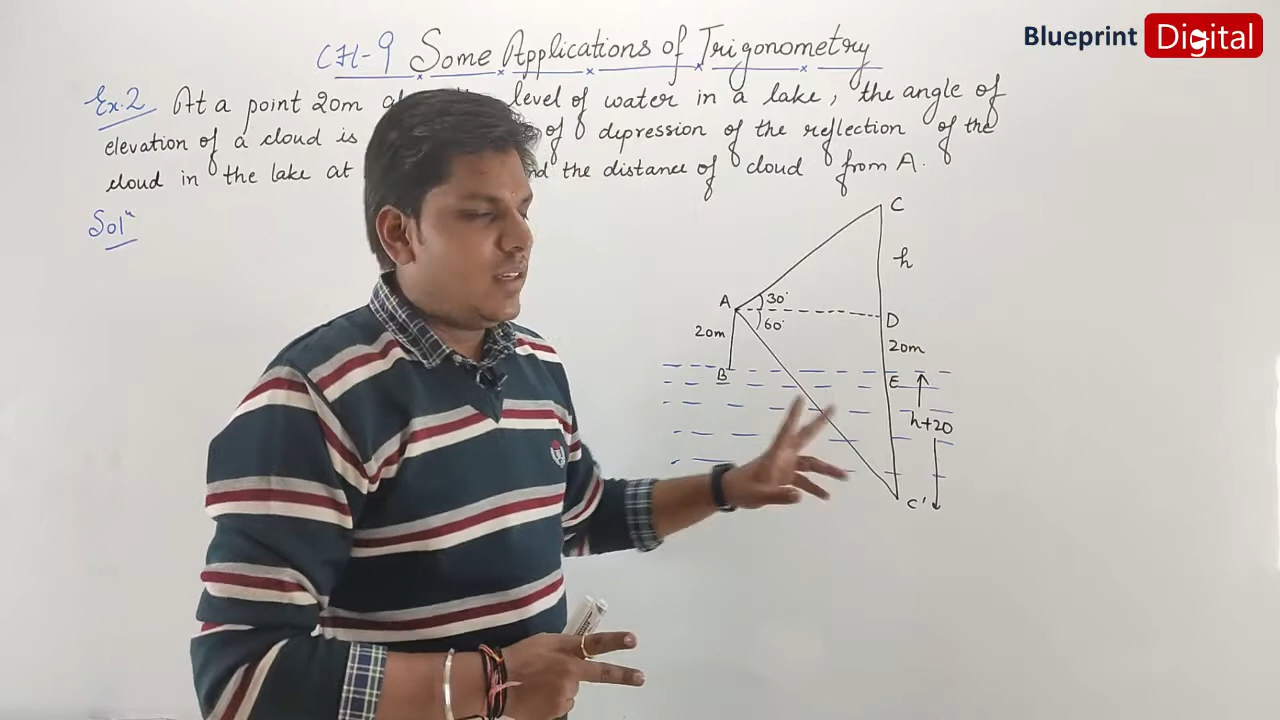 Blueprint Digital
CH-9 Some Applications of Trigonometry
Ex.2 At a point 20m level of water in a lake, the angle of
elevation of a cloud is of depression of the reflection of the
cloud in the lake at the distance of cloud from A.
Solⁿ
C
h
A 30°
D
60°
20m
20m
B
E
h+20
C'